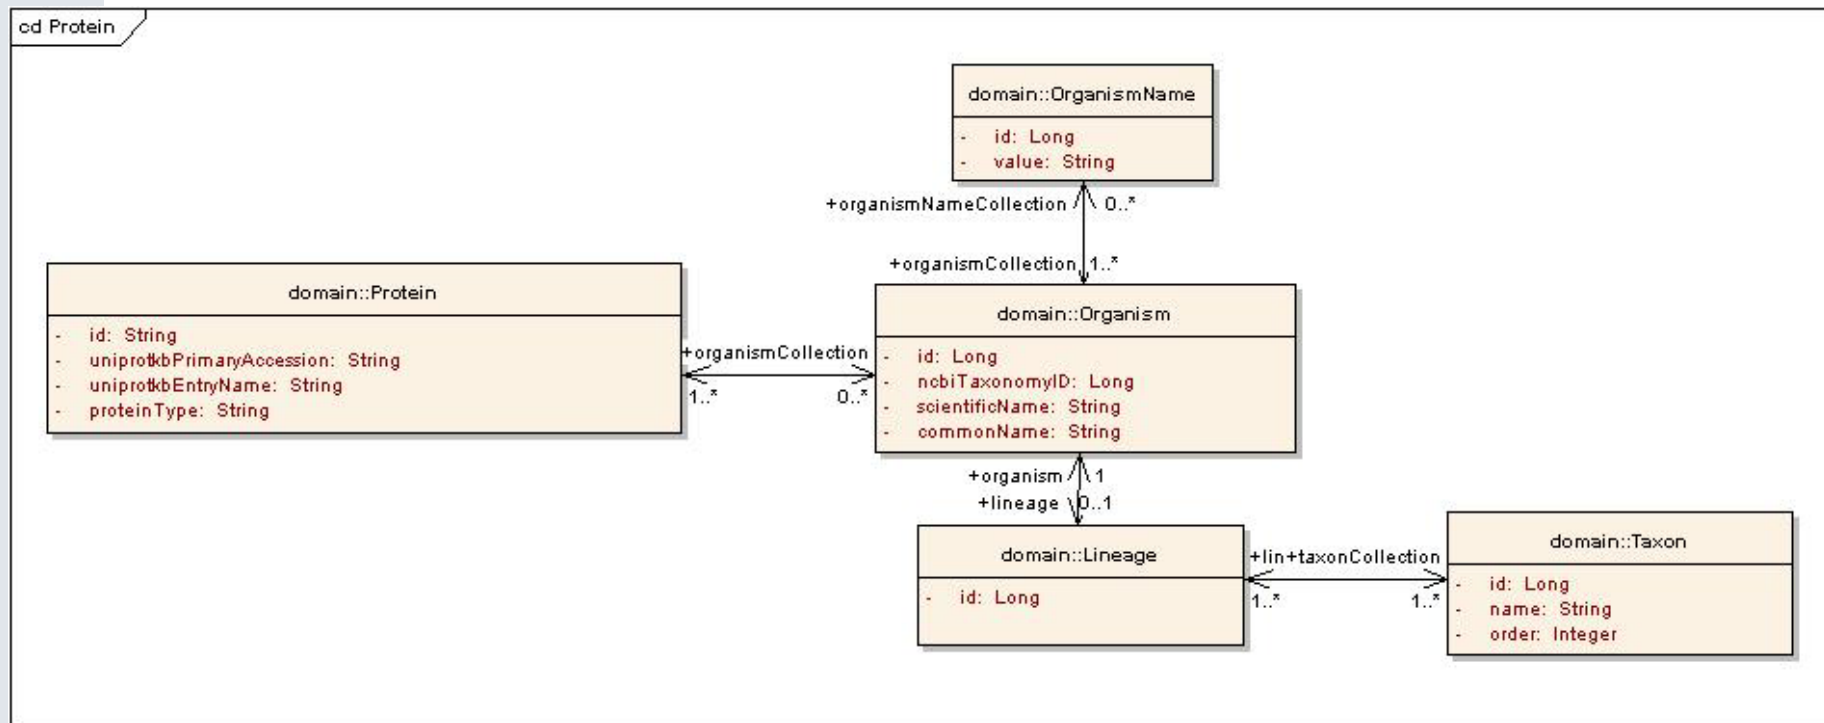 cd Protein
domain::OrganismName
- id: Long
- value: String
+organismNameCollection 0..*
+organismCollection 1..*
domain::Protein
- id: String
- uniprotkbPrimaryAccession: String
- uniprotkbEntryName: String
- proteinType: String
+organismCollection
1..* 0..*
domain::Organism
- id: Long
- ncbiTaxonomyID: Long
- scientificName: String
- commonName: String
+organism 1
+lineage 0..1
domain::Lineage
- id: Long
+lin+taxonCollection
1..* 1..*
domain::Taxon
- id: Long
- name: String
- order: Integer